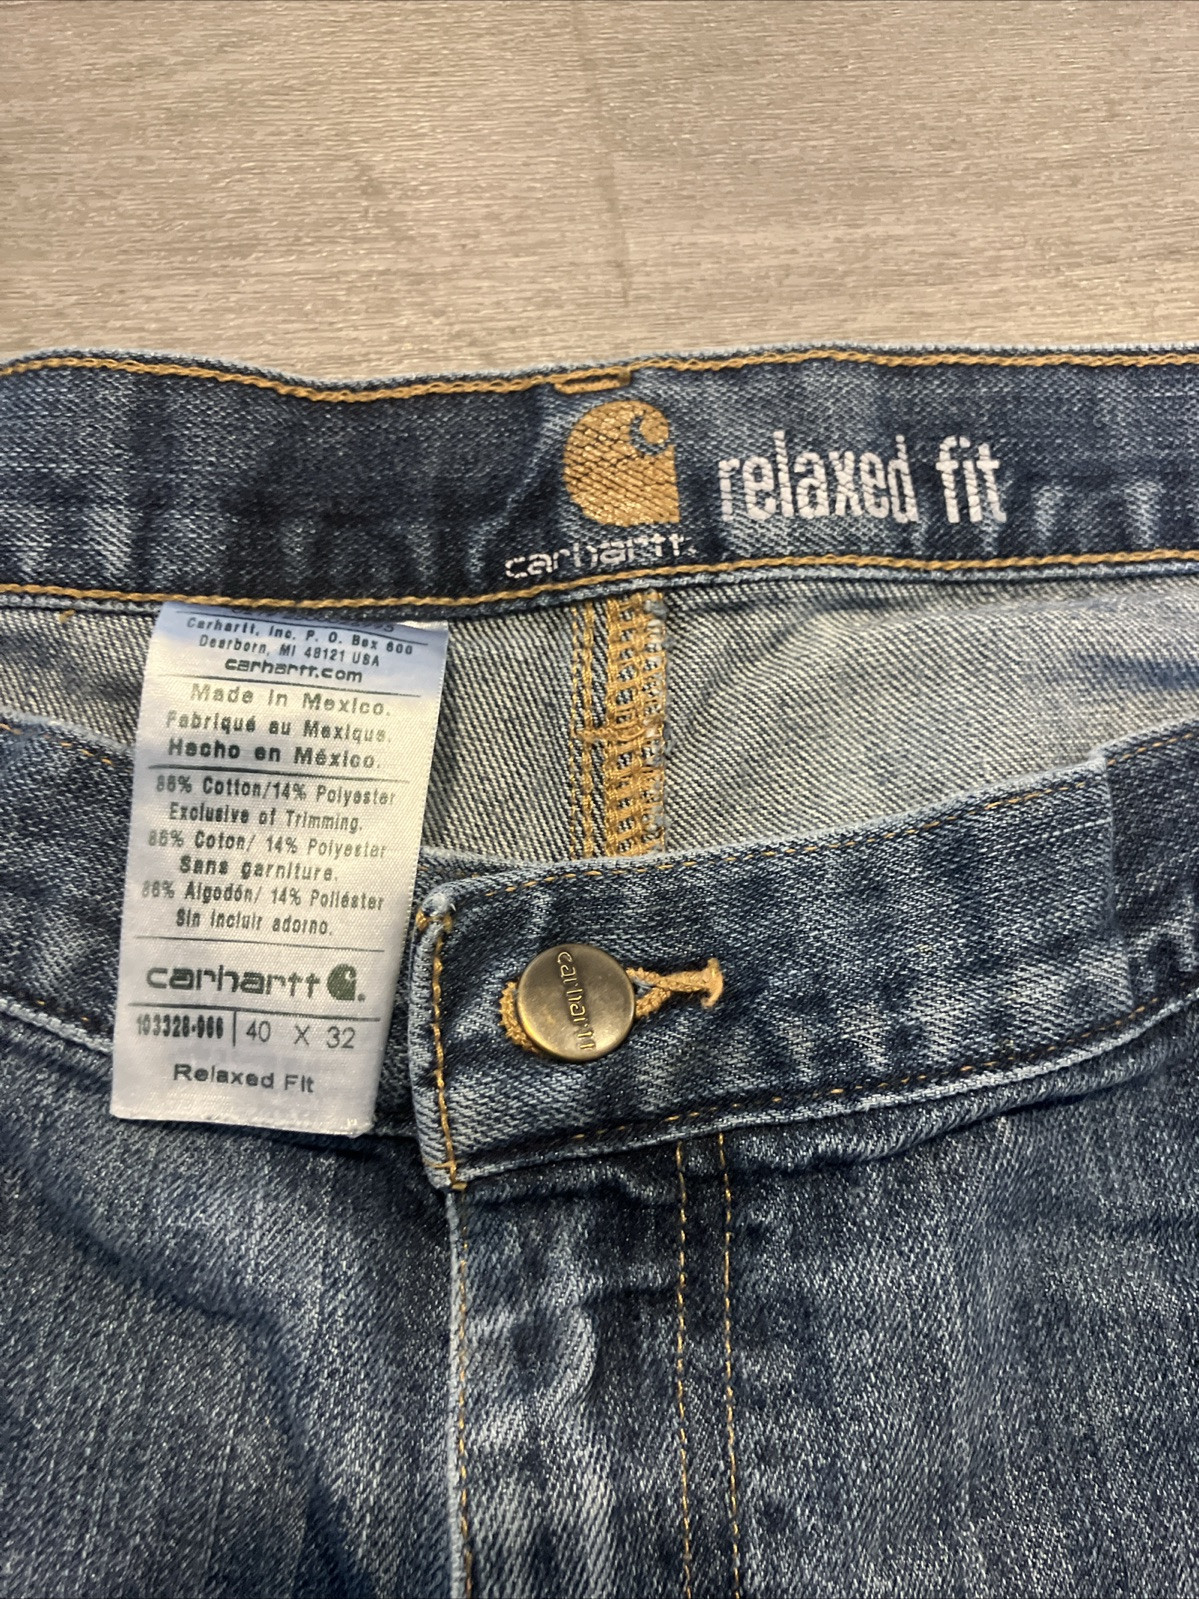 relaxed fit
carhartt
Carhartt, Inc. P. O. Box 600
Dearborn, MI 48121 USA
carhartt.com
Made in Mexico.
Fabriqué au Mexique.
Hecho en México.
86% Cotton/14% Polyester
Exclusive of Trimming.
86% Coton/ 14% Polyester
Sans garniture.
86% Algodón/ 14% Poliéster
Sin incluir adorno.
carhartt
103328-966 | 40 X 32
Relaxed Fit
carhartt